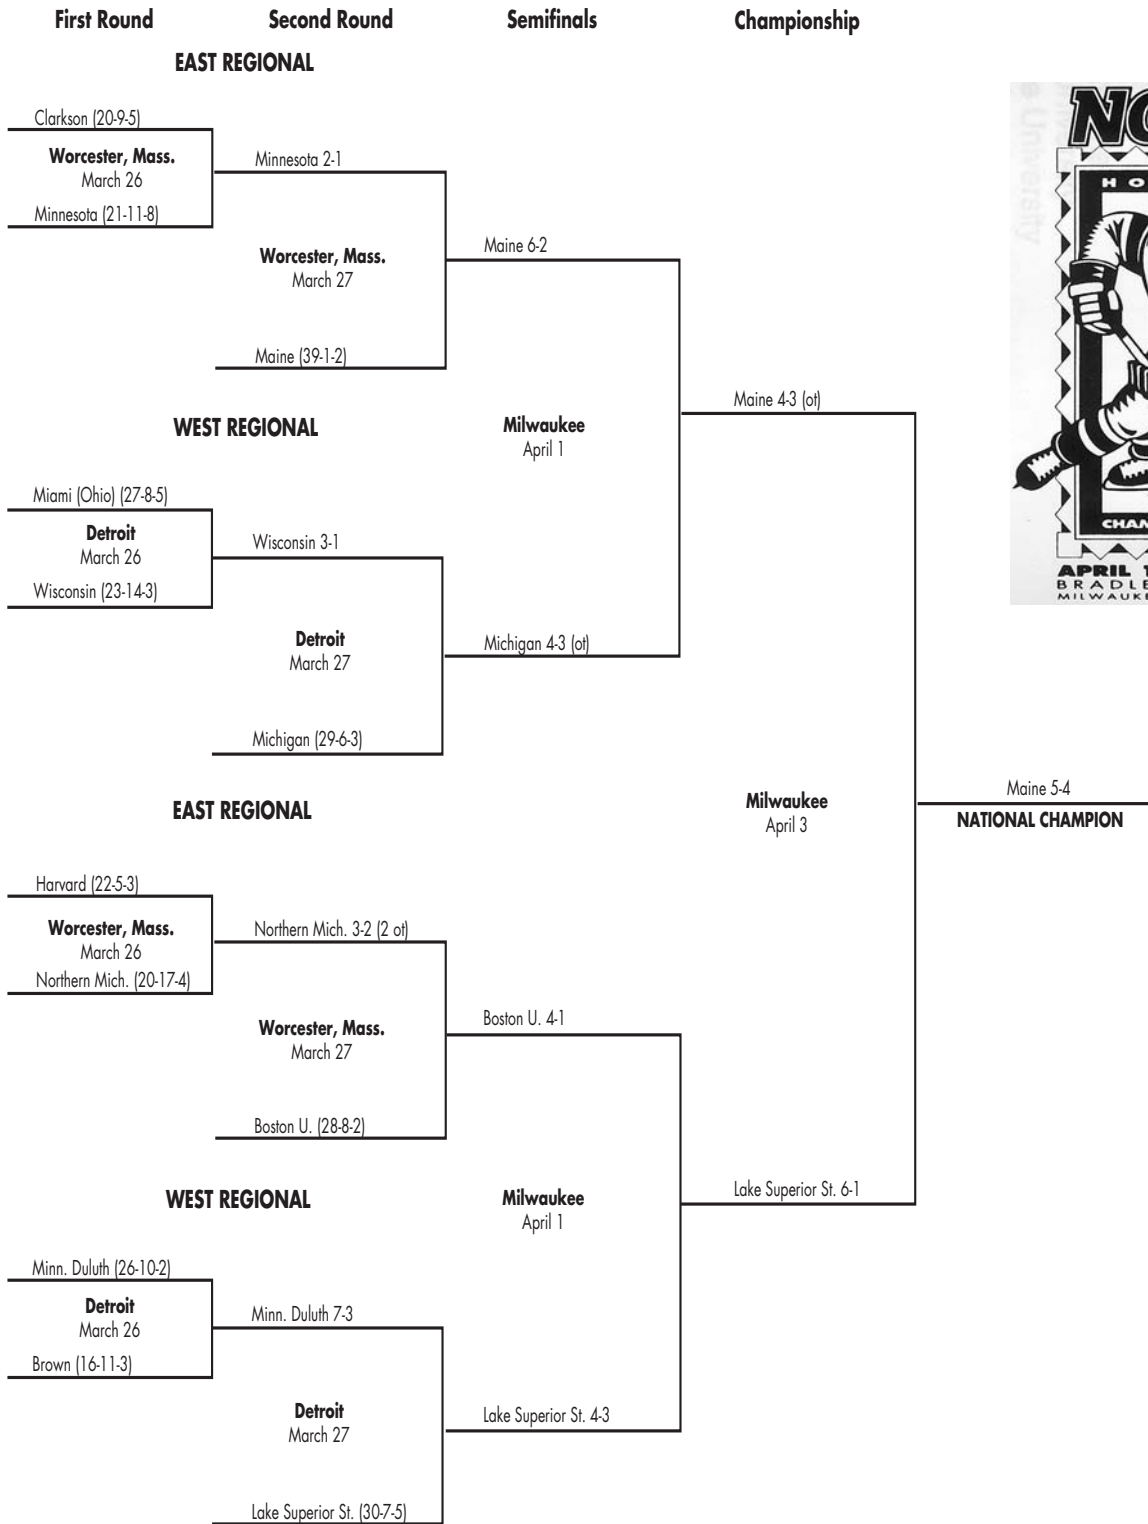 First Round Second Round Semifinals Championship
EAST REGIONAL
Clarkson (20-9-5)
Worcester, Mass.
March 26
Minnesota (21-11-8)
Minnesota 2-1
Worcester, Mass.
March 27
Maine (39-1-2)
Maine 6-2
WEST REGIONAL
Milwaukee
April 1
Maine 4-3 (ot)
Miami (Ohio) (27-8-5)
Detroit
March 26
Wisconsin (23-14-3)
Wisconsin 3-1
Detroit
March 27
Michigan (29-6-3)
Michigan 4-3 (ot)
EAST REGIONAL
Milwaukee
April 3
Maine 5-4
NATIONAL CHAMPION
Harvard (22-5-3)
Worcester, Mass.
March 26
Northern Mich. (20-17-4)
Northern Mich. 3-2 (2 ot)
Worcester, Mass.
March 27
Boston U. (28-8-2)
Boston U. 4-1
WEST REGIONAL
Milwaukee
April 1
Lake Superior St. 6-1
Minn. Duluth (26-10-2)
Detroit
March 26
Brown (16-11-3)
Minn. Duluth 7-3
Detroit
March 27
Lake Superior St. (30-7-5)
Lake Superior St. 4-3
APRIL